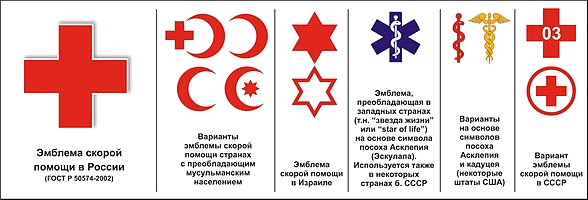 Эмблема скорой
помощи в России
(ГОСТ Р 50574-2002)
Варианты
эмблемы скорой
помощи странах
с преобладающим
мусульманским
населением
Эмблема
скорой помощи
в Израиле
Эмблема,
преобладающая в
западных странах
(т.н. “звезда жизни”
или “star of life”)
на основе символа
посоха Асклепия
(Эскулапа).
Используется также
в некоторых
странах б. СССР
Варианты
на основе
символов
посоха
Асклепия
и кадуцея
(некоторые
штаты США)
03
Вариант
эмблемы скорой
помощи в СССР